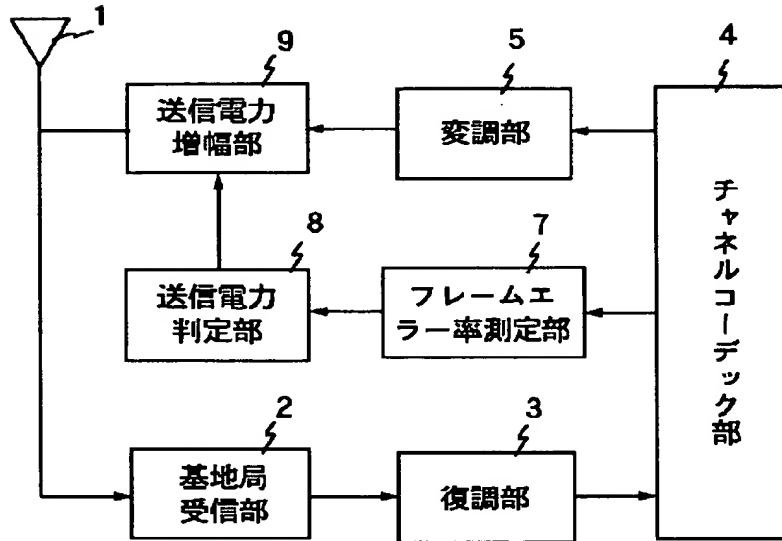 1
9
送信電力
増幅部
5
変調部
4
チャネルコーデック部
8
送信電力
判定部
7
フレームエ
ラー率測定部
2
基地局
受信部
3
復調部